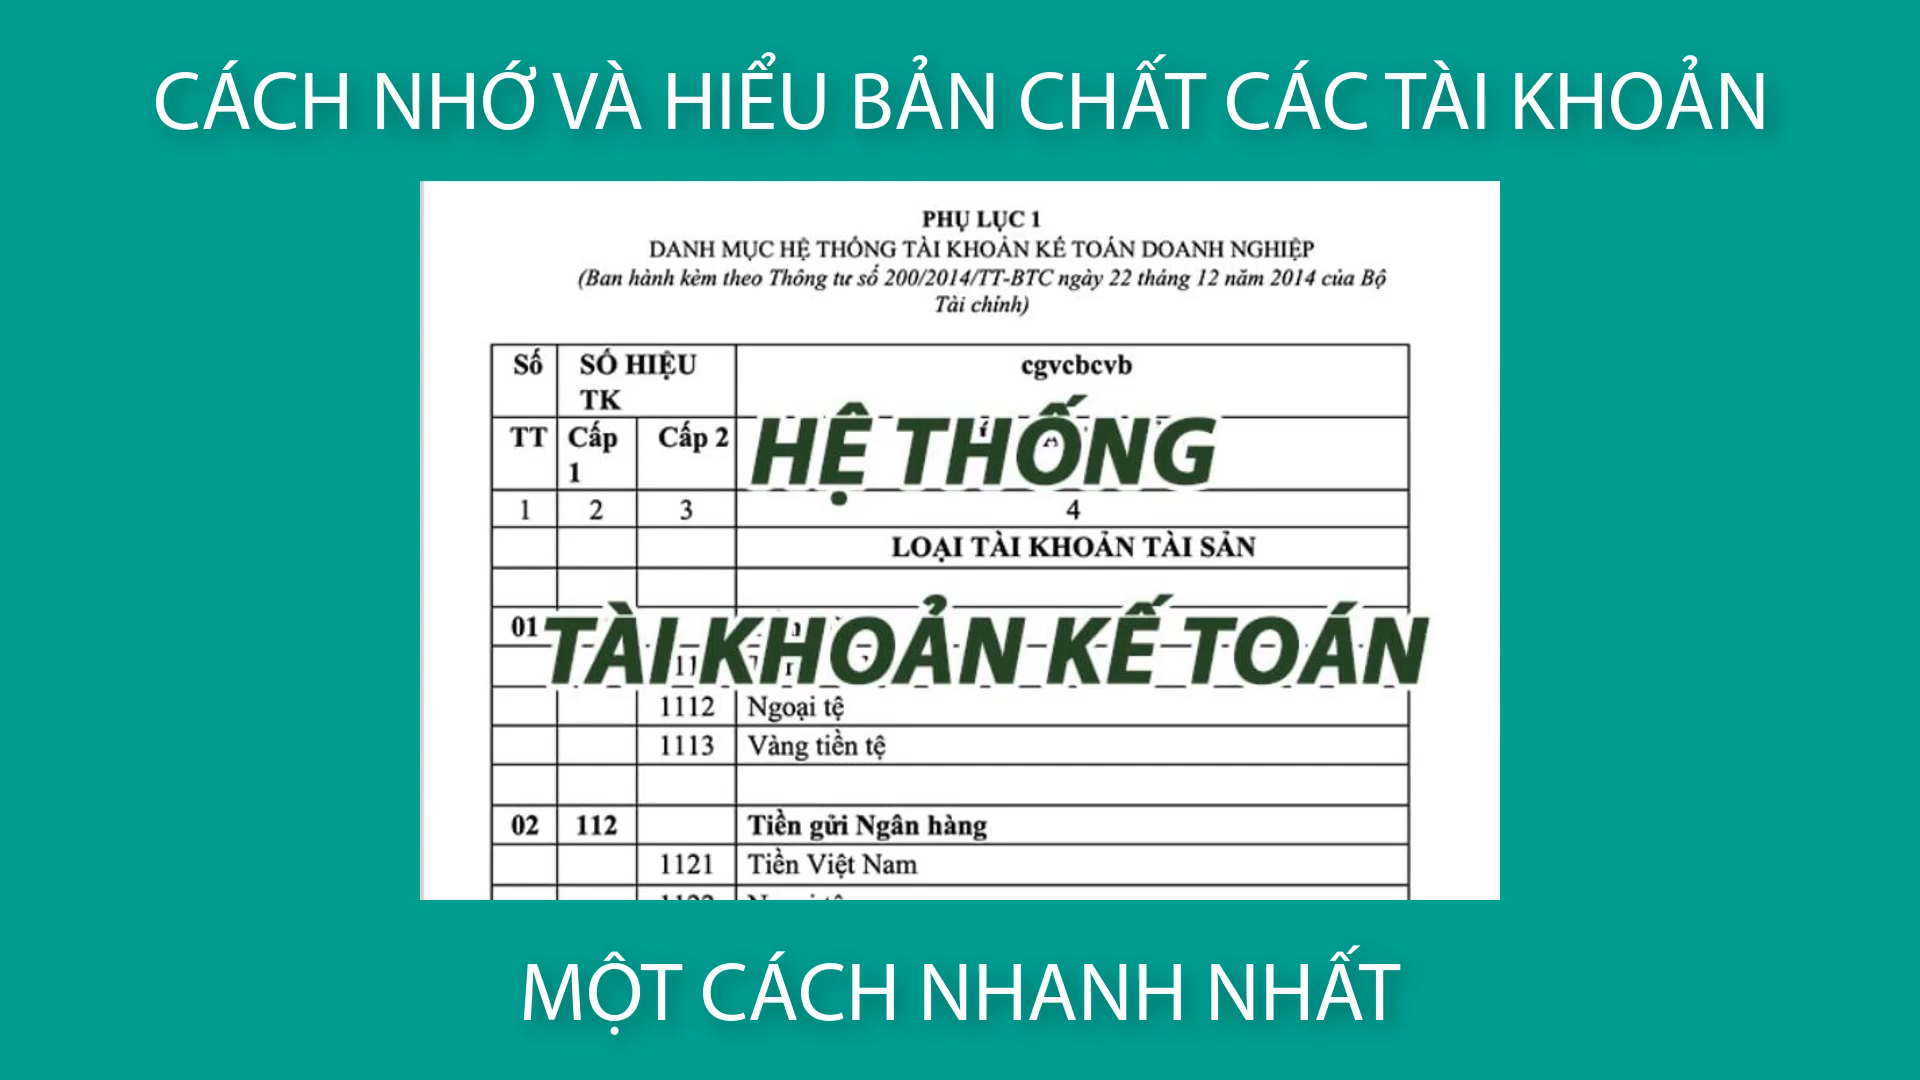 CÁCH NHỚ VÀ HIỂU BẢN CHẤT CÁC TÀI KHOẢN
PHỤ LỤC 1
DANH MỤC HỆ THỐNG TÀI KHOẢN KẾ TOÁN DOANH NGHIỆP
(Ban hành kèm theo Thông tư số 200/2014/TT-BTC ngày 22 tháng 12 năm 2014 của Bộ
Tài chính)
Số SỐ HIỆU cgvcbcvb
TK
TT Cấp Cấp 2
1
HỆ THỐNG
1 2 3 4
LOẠI TÀI KHOẢN TÀI SẢN
01
TÀI KHOẢN KẾ TOÁN
1112 Ngoại tệ
1113 Vàng tiền tệ
02 112 Tiền gửi Ngân hàng
1121 Tiền Việt Nam
MỘT CÁCH NHANH NHẤT